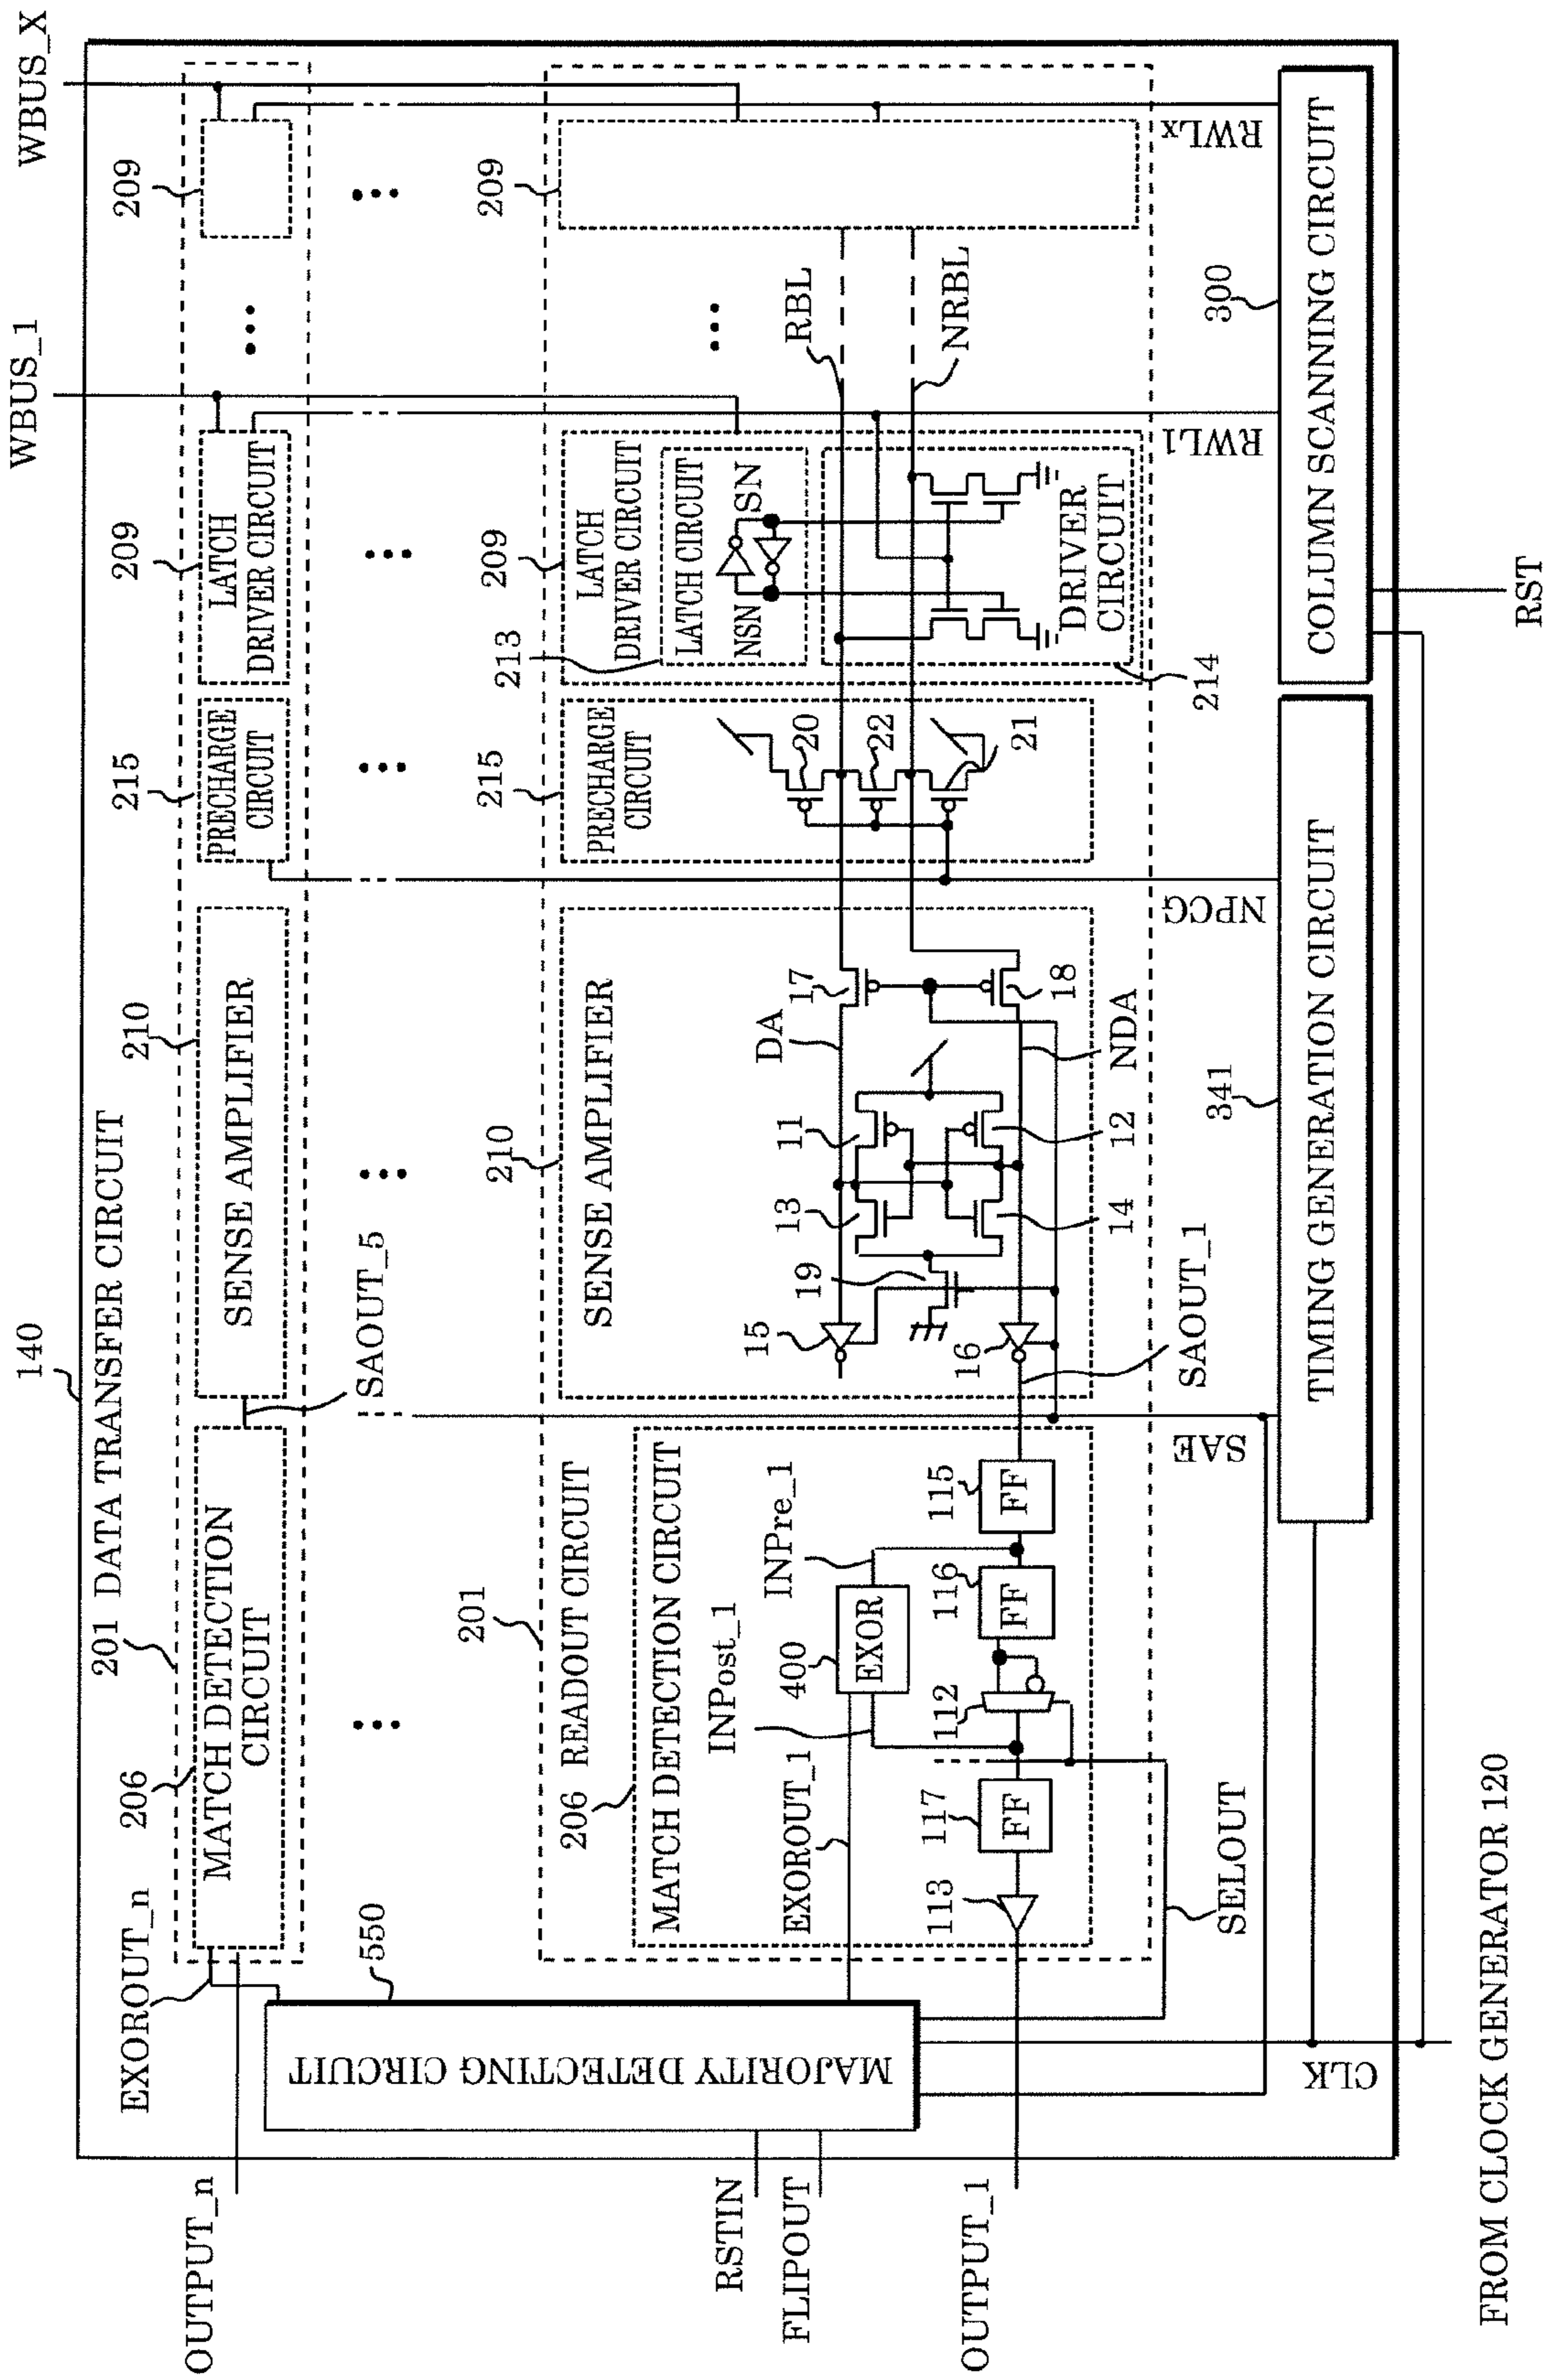 WBUS_1
WBUS_X
140
201 DATA TRANSFER CIRCUIT
EXOROUT_n
206
MATCH DETECTION
CIRCUIT
SAOUT_5
210
SENSE AMPLIFIER
215
PRECHARGE
CIRCUIT
209
LATCH
DRIVER CIRCUIT
209
OUTPUT_n
550
MAJORITY DETECTING CIRCUIT
RSTIN
FLIPOUT
OUTPUT_1
201
READOUT CIRCUIT
206
MATCH DETECTION CIRCUIT
EXOROUT_1
INPost_1
INPre_1
400
EXOR
113
117
FF
112
116
FF
115
FF
SELOUT
210
SENSE AMPLIFIER
15
19
13
11
DA
17
16
14
12
NDA
18
SAOUT_1
215
PRECHARGE
CIRCUIT
20
22
21
209
LATCH
DRIVER CIRCUIT
213
LATCH CIRCUIT
NSN
SN
DRIVER
CIRCUIT
214
RBL
NRBL
209
SAE
NPCG
RWL1
RWLx
341
TIMING GENERATION CIRCUIT
300
COLUMN SCANNING CIRCUIT
CLK
RST
FROM CLOCK GENERATOR 120